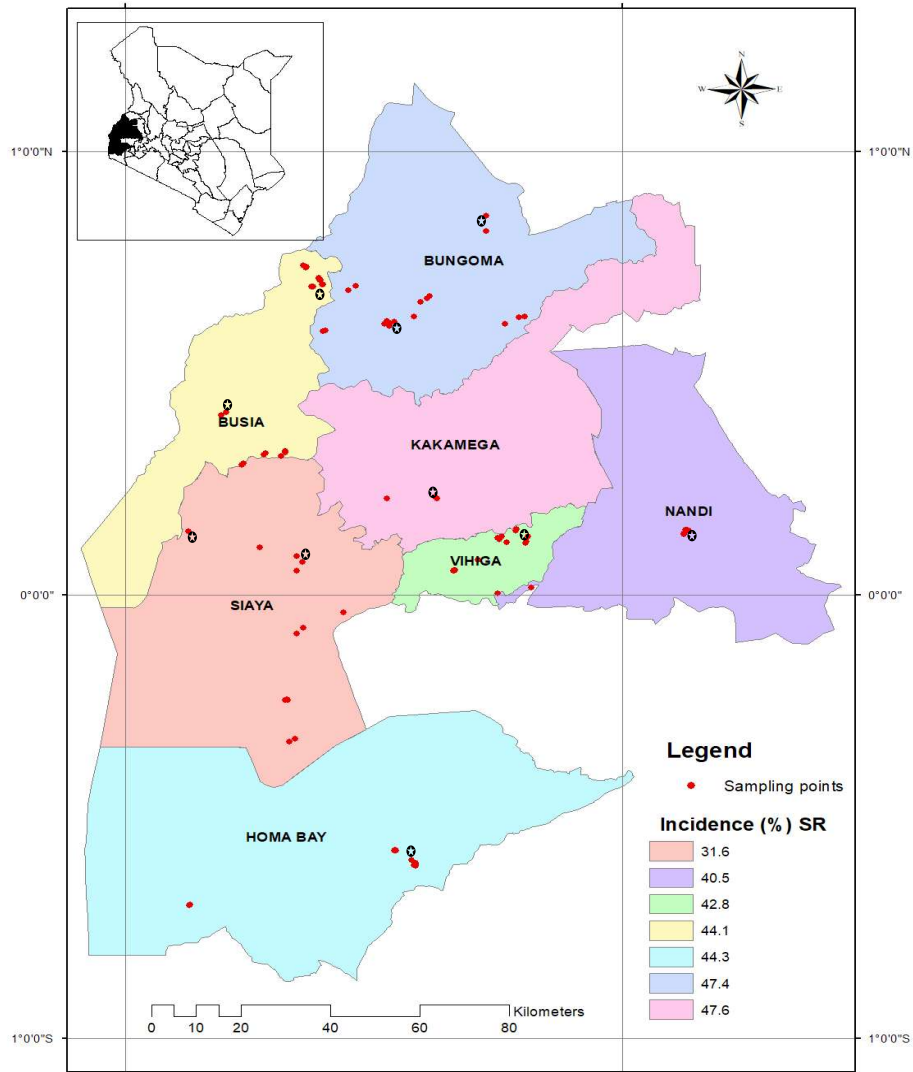 N
W E
S
1°0'0"N 1°0'0"N
BUNGOMA
BUSIA
KAKAMEGA
NANDI
VIHIGA
0°0'0" 0°0'0"
SIAYA
HOMA BAY
Legend
Sampling points
Incidence (%) SR
31.6
40.5
42.8
44.1
44.3
47.4
47.6
Kilometers
0 10 20 40 60 80
1°0'0"S 1°0'0"S